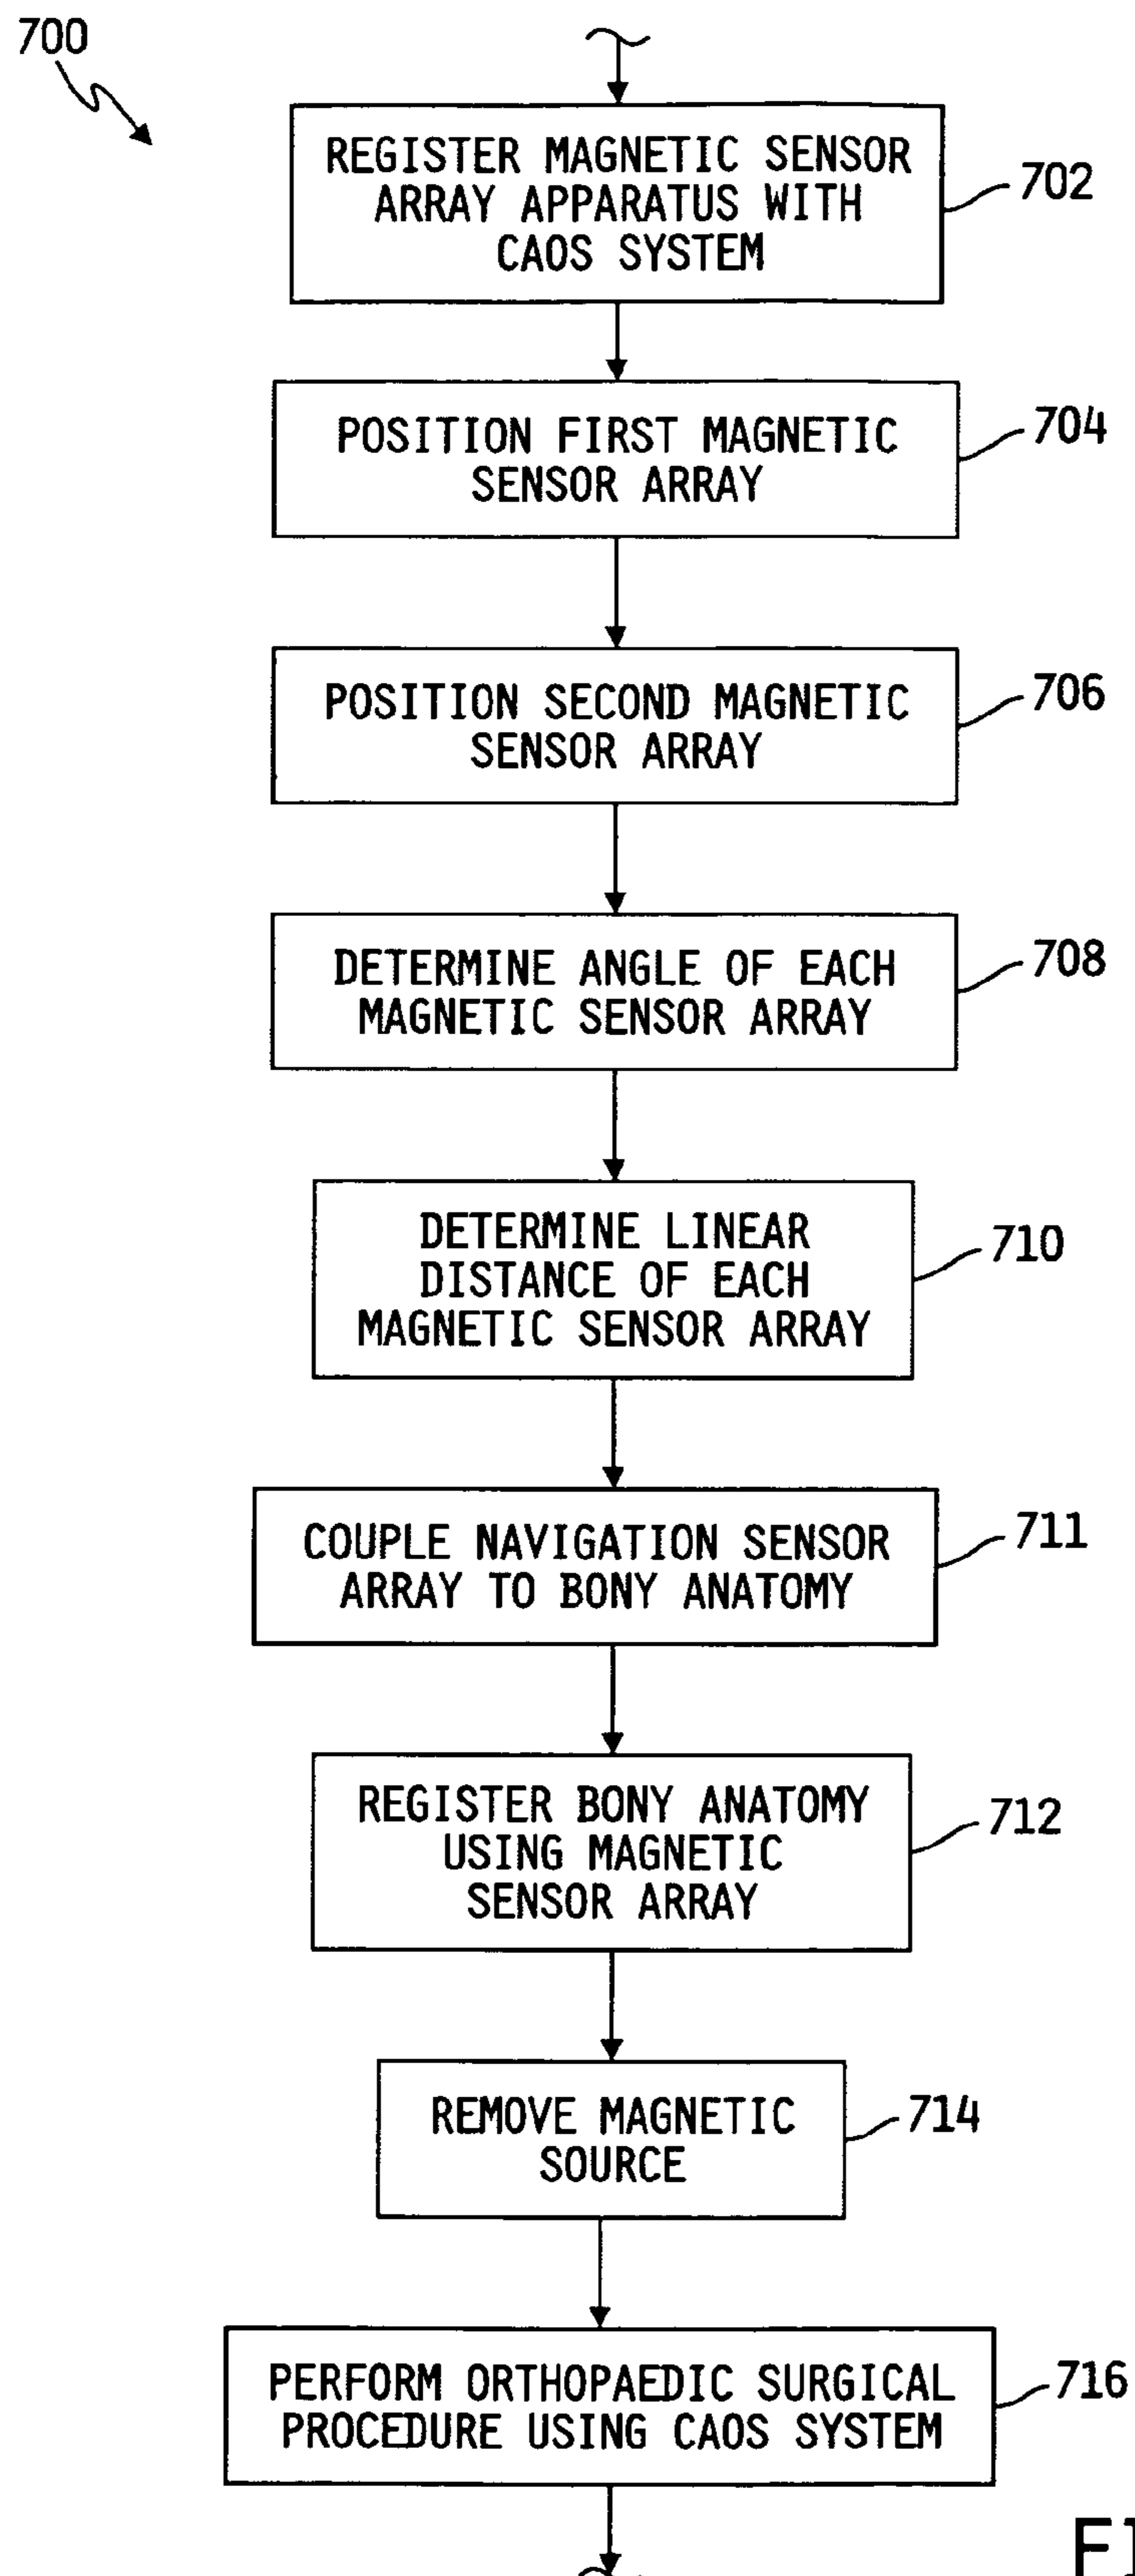 700
REGISTER MAGNETIC SENSOR
ARRAY APPARATUS WITH
CAOS SYSTEM
702
POSITION FIRST MAGNETIC
SENSOR ARRAY
704
POSITION SECOND MAGNETIC
SENSOR ARRAY
706
DETERMINE ANGLE OF EACH
MAGNETIC SENSOR ARRAY
708
DETERMINE LINEAR
DISTANCE OF EACH
MAGNETIC SENSOR ARRAY
710
COUPLE NAVIGATION SENSOR
ARRAY TO BONY ANATOMY
711
REGISTER BONY ANATOMY
USING MAGNETIC
SENSOR ARRAY
712
REMOVE MAGNETIC
SOURCE
714
PERFORM ORTHOPAEDIC SURGICAL
PROCEDURE USING CAOS SYSTEM
716